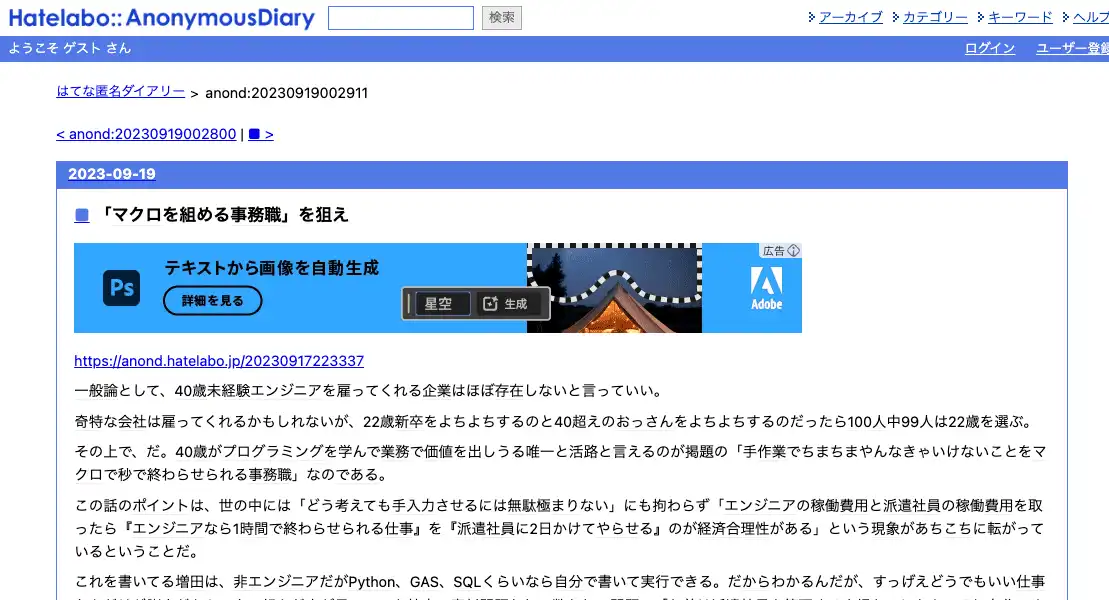 Hatelabo::AnonymousDiary 検索 アーカイブ カテゴリー キーワード ヘルプ
ようこそ ゲスト さん ログイン ユーザー登録
はてな匿名ダイアリー > anond:20230919002911
< anond:20230919002800 | ■ >
2023-09-19
■ 「マクロを組める事務職」を狙え
広告
テキストから画像を自動生成
Ps
詳細を見る
星空 生成
Adobe
https://anond.hatelabo.jp/20230917223337
一般論として、40歳未経験エンジニアを雇ってくれる企業はほぼ存在しないと言っていい。
奇特な会社は雇ってくれるかもしれないが、22歳新卒をよちよちするのと40超えのおっさんをよちよちするのだったら100人中99人は22歳を選ぶ。
その上で、だ。40歳がプログラミングを学んで業務で価値を出しうる唯一と活路と言えるのが掲題の「手作業でちまちまやんなきゃいけないことをマ
クロで秒で終わらせられる事務職」なのである。
この話のポイントは、世の中には「どう考えても手入力させるには無駄極まりない」にも拘わらず「エンジニアの稼働費用と派遣社員の稼働費用を取
ったら『エンジニアなら1時間で終わらせられる仕事』を『派遣社員に2日かけてやらせる』のが経済合理性がある」という現象があちこちに転がって
いるということだ。
これを書いてる増田は、非エンジニアだがPython、GAS、SQLくらいなら自分で書いて実行できる。だからわかるんだが、すっげえどうでもいい仕事